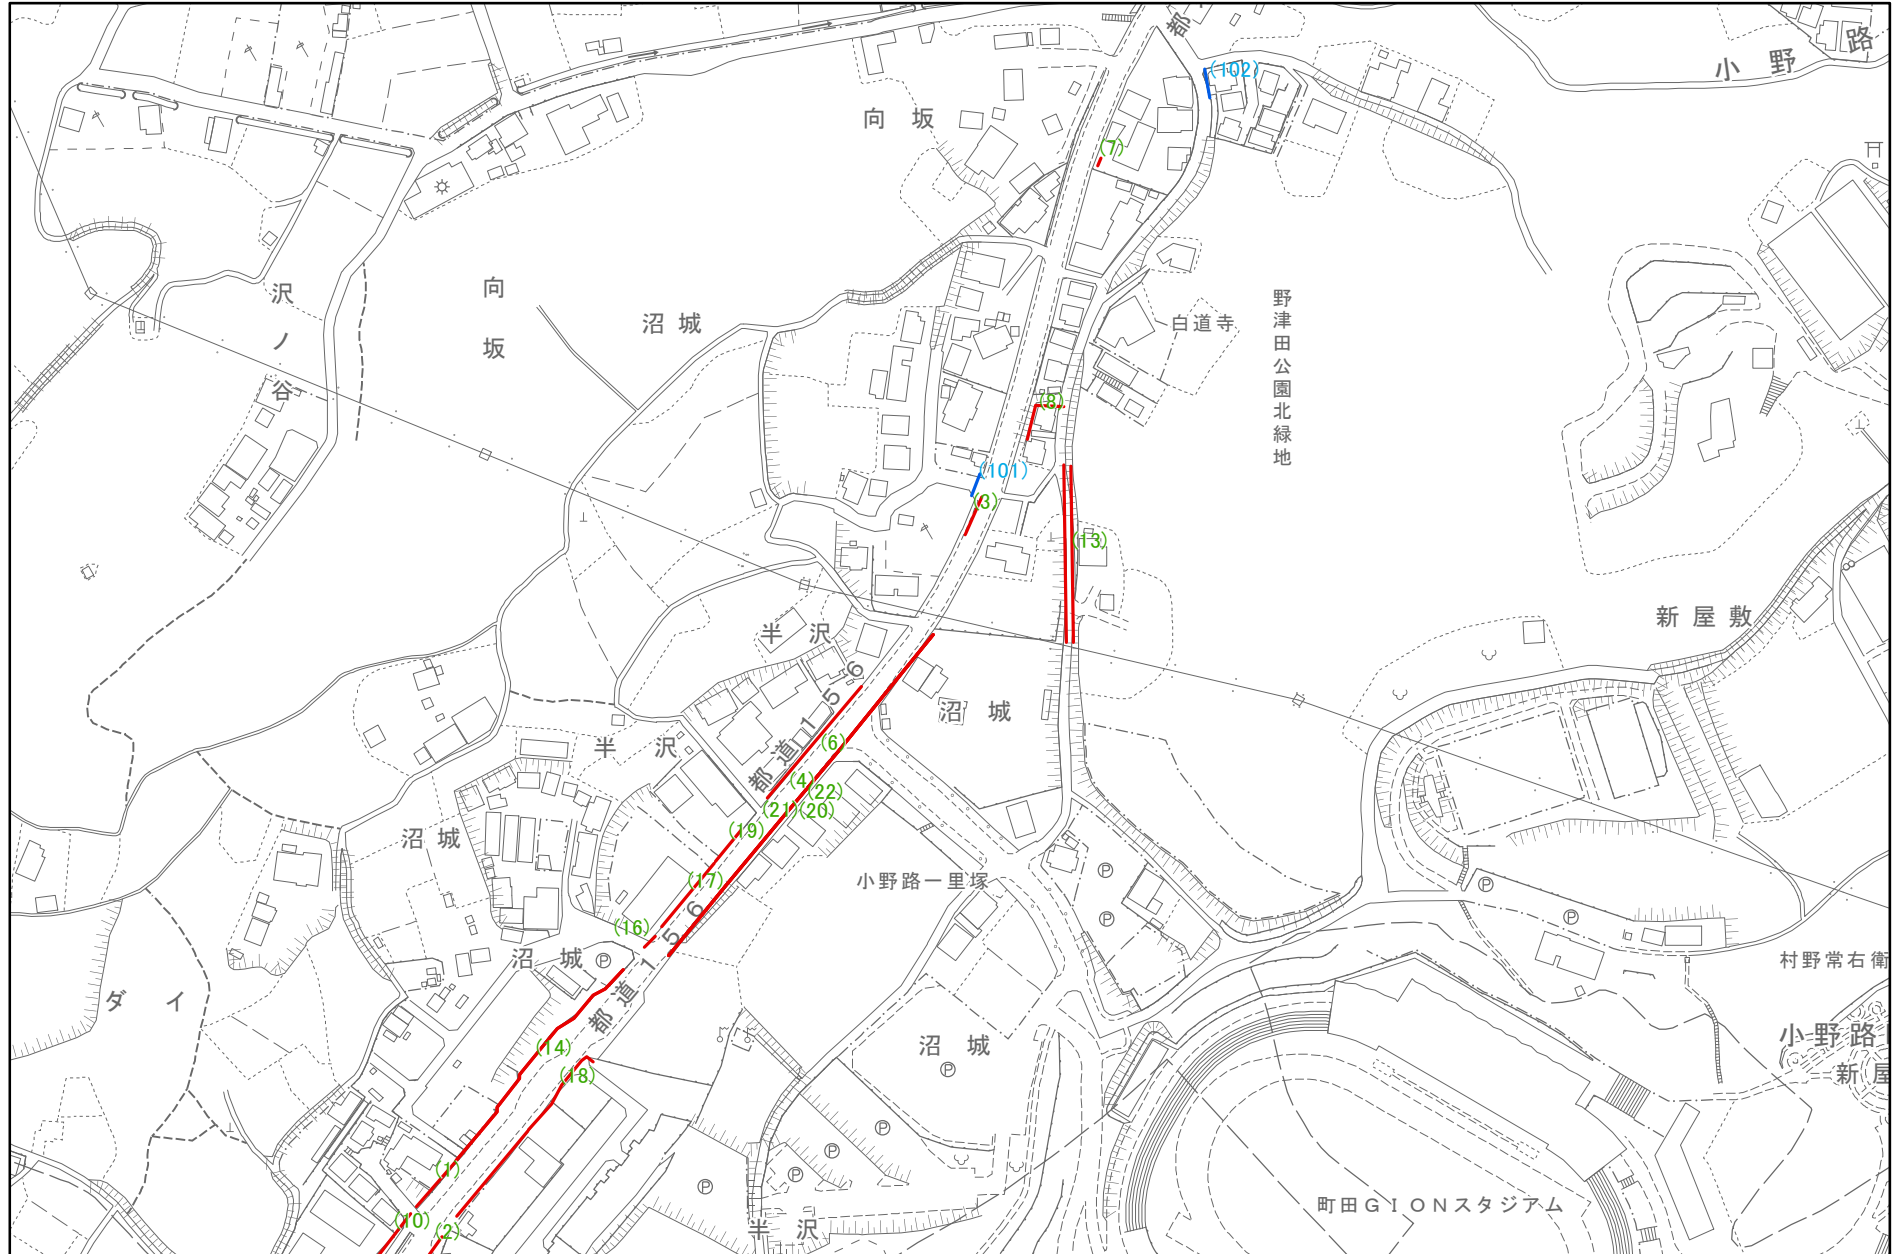 都
小野路
(102)
向坂
(7)
沢ノ谷
向坂
沼城
白道寺
野津田公園北緑地
(8)
(101)
(3)
(13)
新屋敷
半沢
都道156
沼城
半沢
(6)
(4)
(22)
(21)
(20)
(19)
沼城
小野路一里塚
(17)
(16)
都道156
沼城
P
P
P
P
P
村野常右衛
ダイ
小野路
新屋
沼城
P
(14)
(18)
P
P
P
P
(1)
町田GIONスタジアム
(10)
(2)
半沢